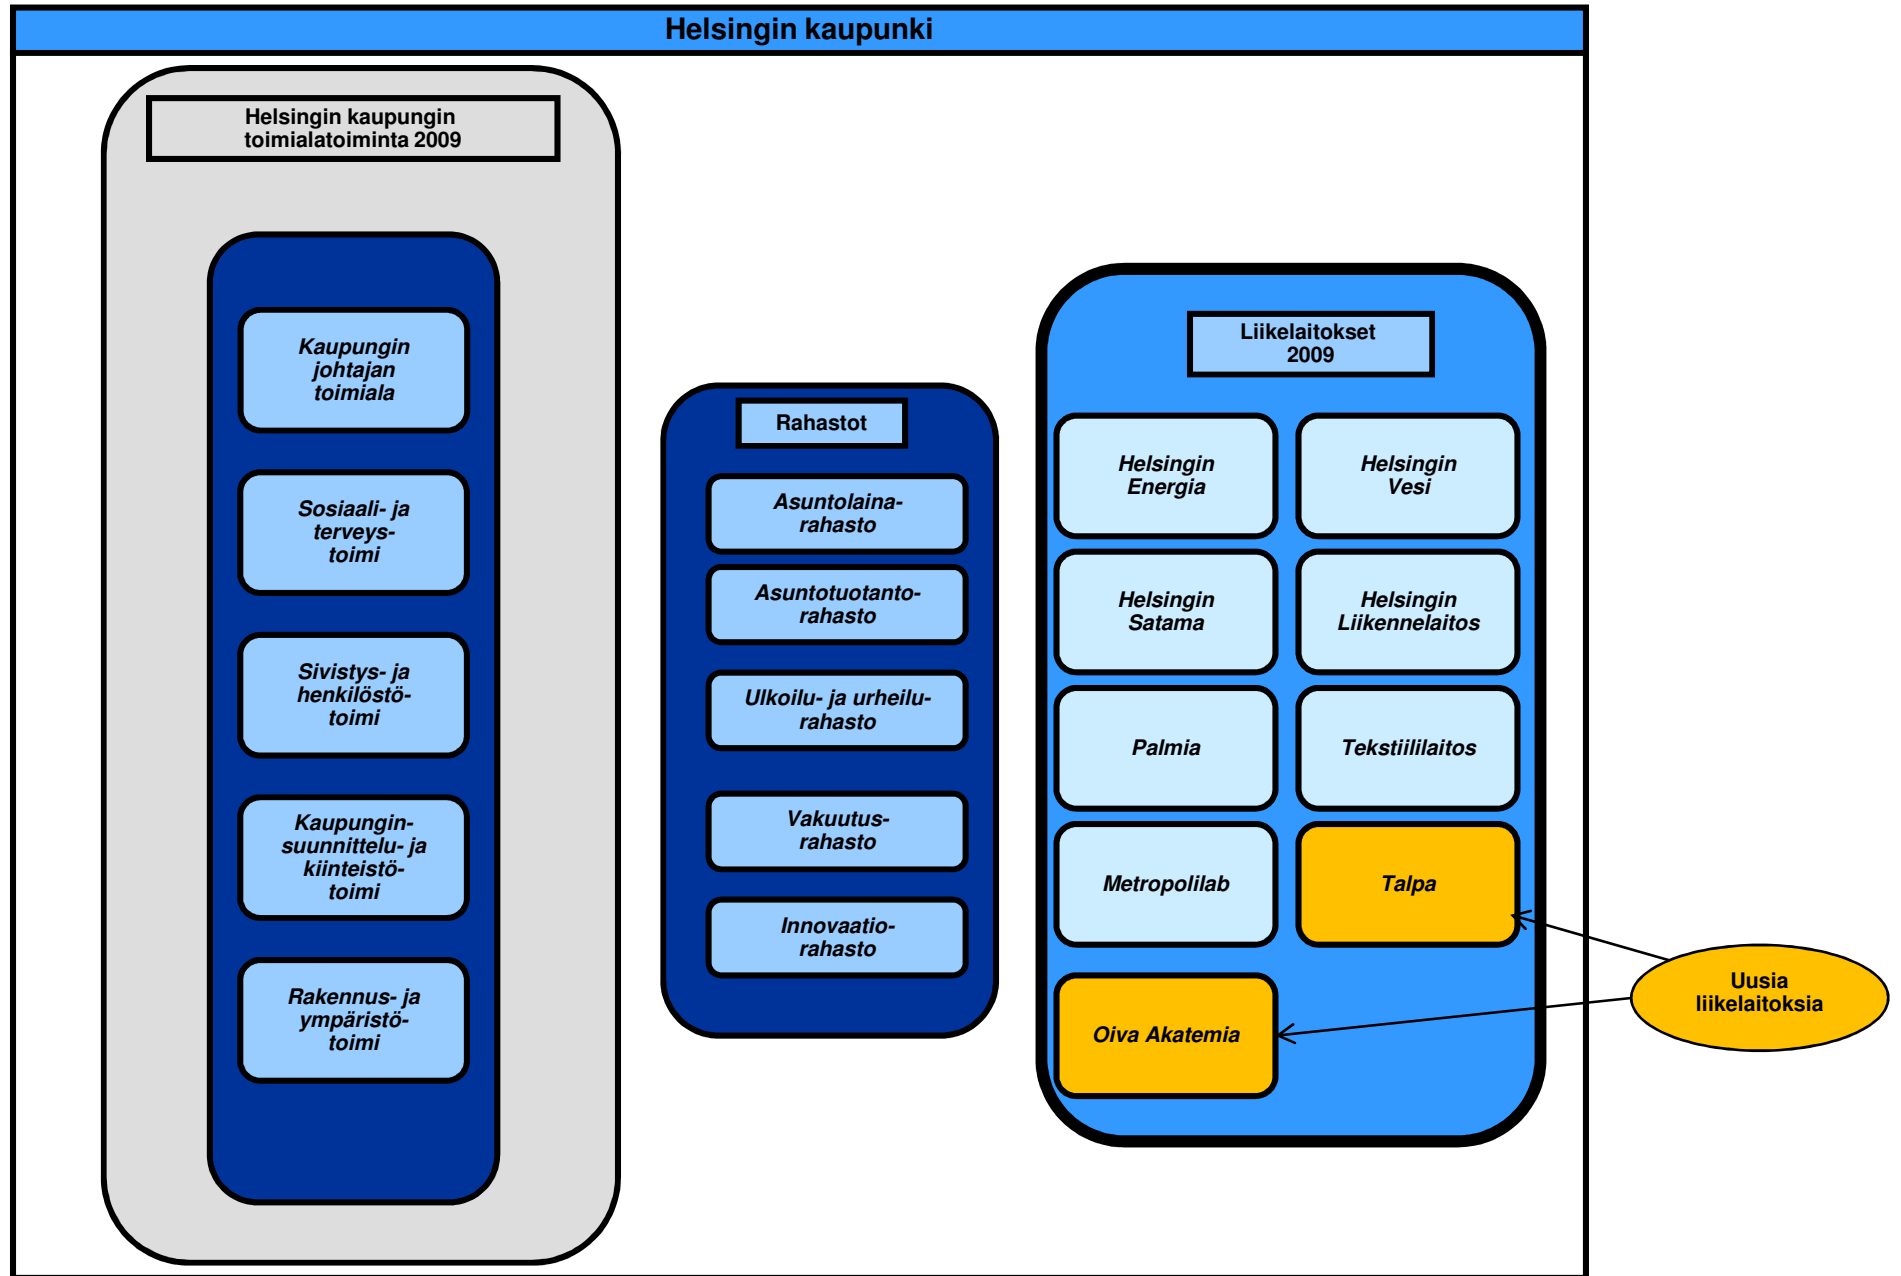 Helsingin kaupunki
Helsingin kaupungin
toimialatoiminta 2009
Kaupungin
johtajan
toimiala
Sosiaali- ja
terveys-
toimi
Sivistys- ja
henkilöstö-
toimi
Kaupungin-
suunnittelu- ja
kiinteistö-
toimi
Rakennus- ja
ympäristö-
toimi
Rahastot
Asuntolaina-
rahasto
Asuntotuotanto-
rahasto
Ulkoilu- ja urheilu-
rahasto
Vakuutus-
rahasto
Innovaatio-
rahasto
Liikelaitokset
2009
Helsingin
Energia
Helsingin
Vesi
Helsingin
Satama
Helsingin
Liikennelaitos
Palmia
Tekstiililaitos
Metropolilab
Talpa
Oiva Akatemia
Uusia
liikelaitoksia